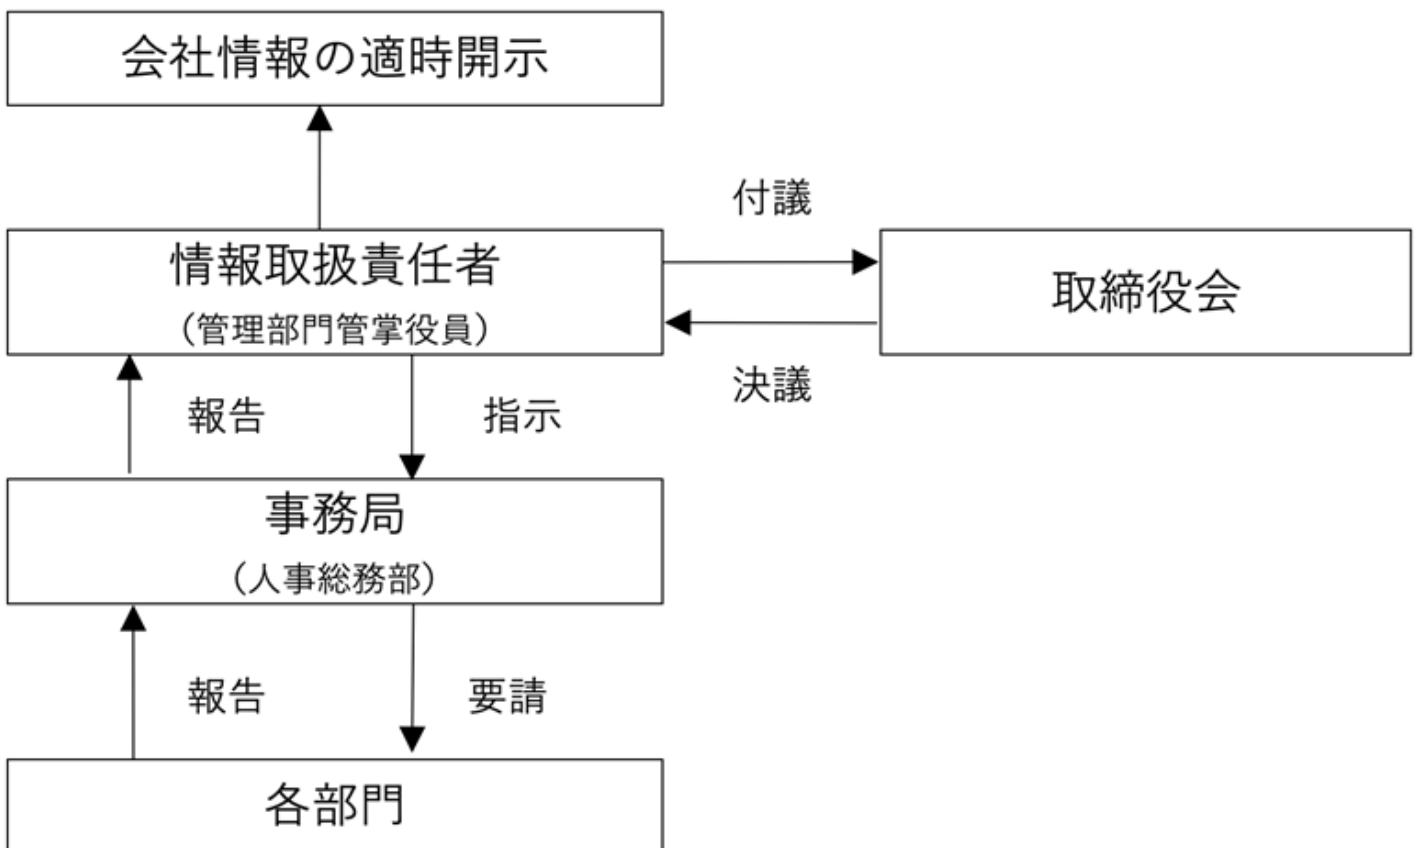 会社情報の適時開示
付議
情報取扱責任者
（管理部門管掌役員）
取締役会
決議
報告
指示
事務局
（人事総務部）
報告
要請
各部門